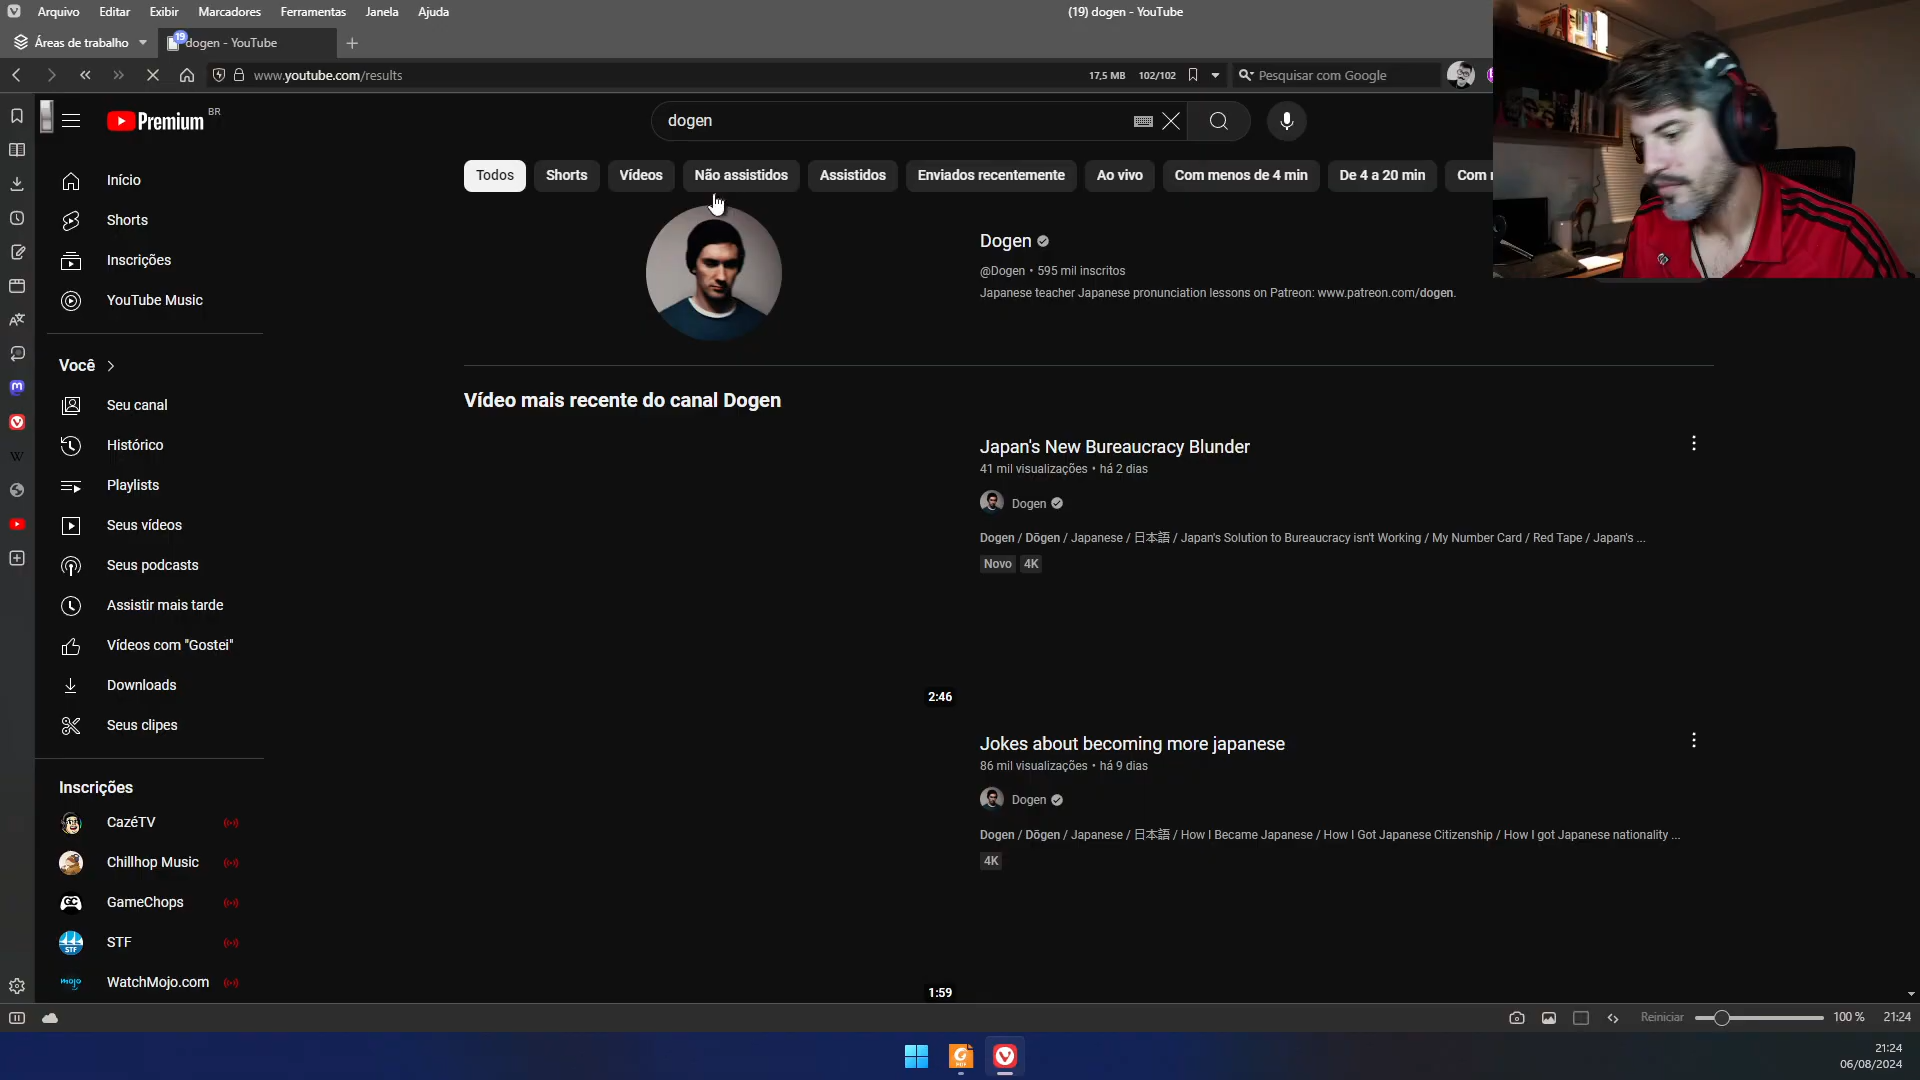 Arquivo Editar Exibir Marcadores Ferramentas Janela Ajuda
(19) dogen - YouTube
Áreas de trabalho
19
dogen - YouTube
www.youtube.com/results
17,5 MB 102/102
Pesquisar com Google
Premium BR
dogen
Todos Shorts Vídeos Não assistidos Assistidos Enviados recentemente Ao vivo Com menos de 4 min De 4 a 20 min
Início
Shorts
Inscrições
YouTube Music
Você
Seu canal
Histórico
Playlists
Seus vídeos
Seus podcasts
Assistir mais tarde
Vídeos com "Gostei"
Downloads
Seus clipes
Inscrições
CazéTV
Chillhop Music
GameChops
STF
WatchMojo.com
Dogen
@Dogen • 595 mil inscritos
Japanese teacher Japanese pronunciation lessons on Patreon: www.patreon.com/dogen.
Vídeo mais recente do canal Dogen
Japan's New Bureaucracy Blunder
41 mil visualizações • há 2 dias
Dogen
Dogen / Dōgen / Japanese / 日本語 / Japan's Solution to Bureaucracy isn't Working / My Number Card / Red Tape / Japan's ...
Novo 4K
2:46
Jokes about becoming more japanese
86 mil visualizações • há 9 dias
Dogen
Dogen / Dōgen / Japanese / 日本語 / How I Became Japanese / How I Got Japanese Citizenship / How I got Japanese nationality ...
4K
1:59
Reiniciar 100 % 21:24
21:24
06/08/2024